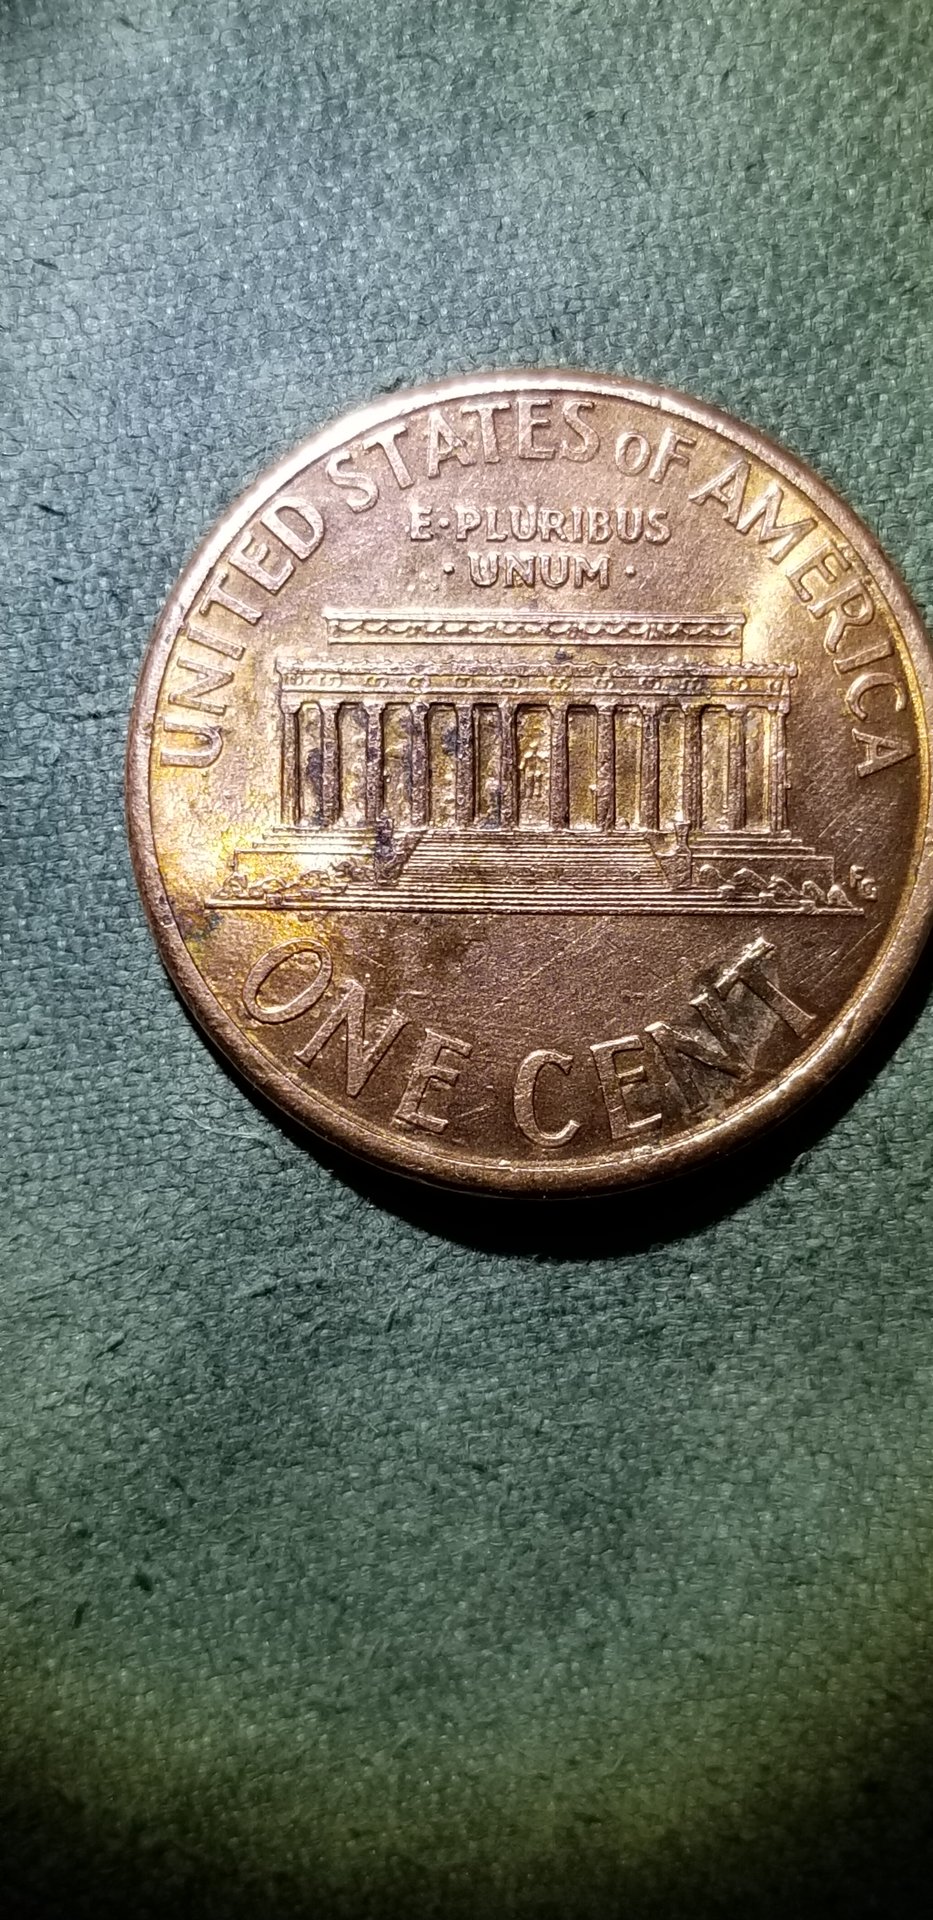 UNITED STATES OF AMERICA
E·PLURIBUS
·UNUM·
FG
ONE CENT